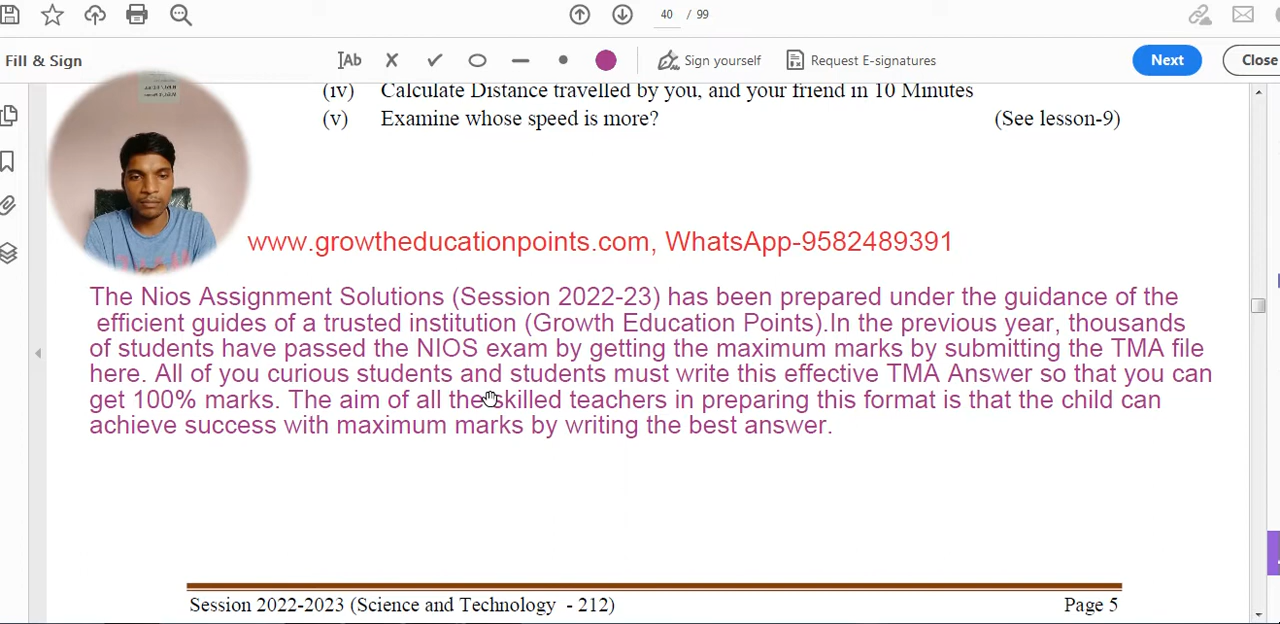 40 / 99
Fill & Sign
Ab
Sign yourself
Request E-signatures
Next
Close
(iv) Calculate Distance travelled by you, and your friend in 10 Minutes
(v) Examine whose speed is more? (See lesson-9)
www.growtheducationpoints.com, WhatsApp-9582489391
The Nios Assignment Solutions (Session 2022-23) has been prepared under the guidance of the
efficient guides of a trusted institution (Growth Education Points).In the previous year, thousands
of students have passed the NIOS exam by getting the maximum marks by submitting the TMA file
here. All of you curious students and students must write this effective TMA Answer so that you can
get 100% marks. The aim of all the skilled teachers in preparing this format is that the child can
achieve success with maximum marks by writing the best answer.
Session 2022-2023 (Science and Technology - 212)
Page 5